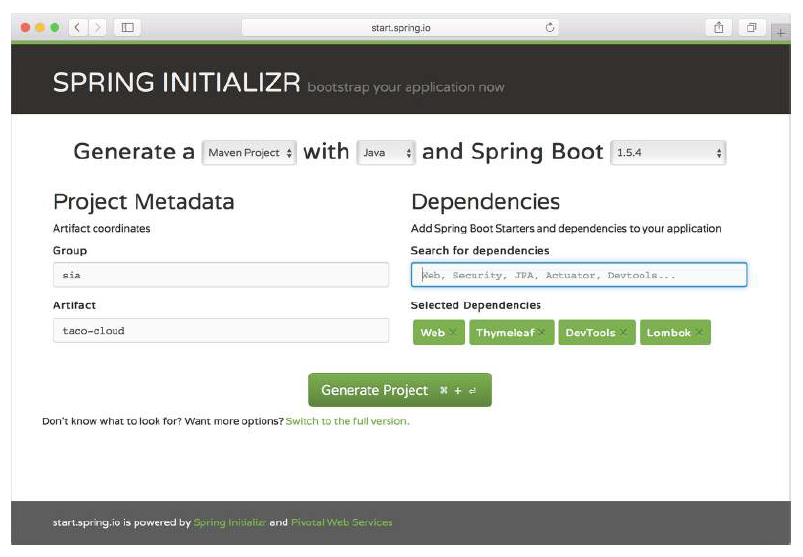 start.spring.io
SPRING INITIALIZR bootstrap your application now
Generate a Maven Project with Java and Spring Boot 1.5.4
Project Metadata
Artifact coordinates
Group
sia
Artifact
taco-cloud
Dependencies
Add Spring Boot Starters and dependencies to your application
Search for dependencies
Web, Security, JPA, Actuator, Devtools...
Selected Dependencies
Web × Thymeleaf × DevTools × Lombok ×
Generate Project ⌘ + ⏎
Don't know what to look for? Want more options? Switch to the full version.
start.spring.io is powered by Spring Initializr and Pivotal Web Services